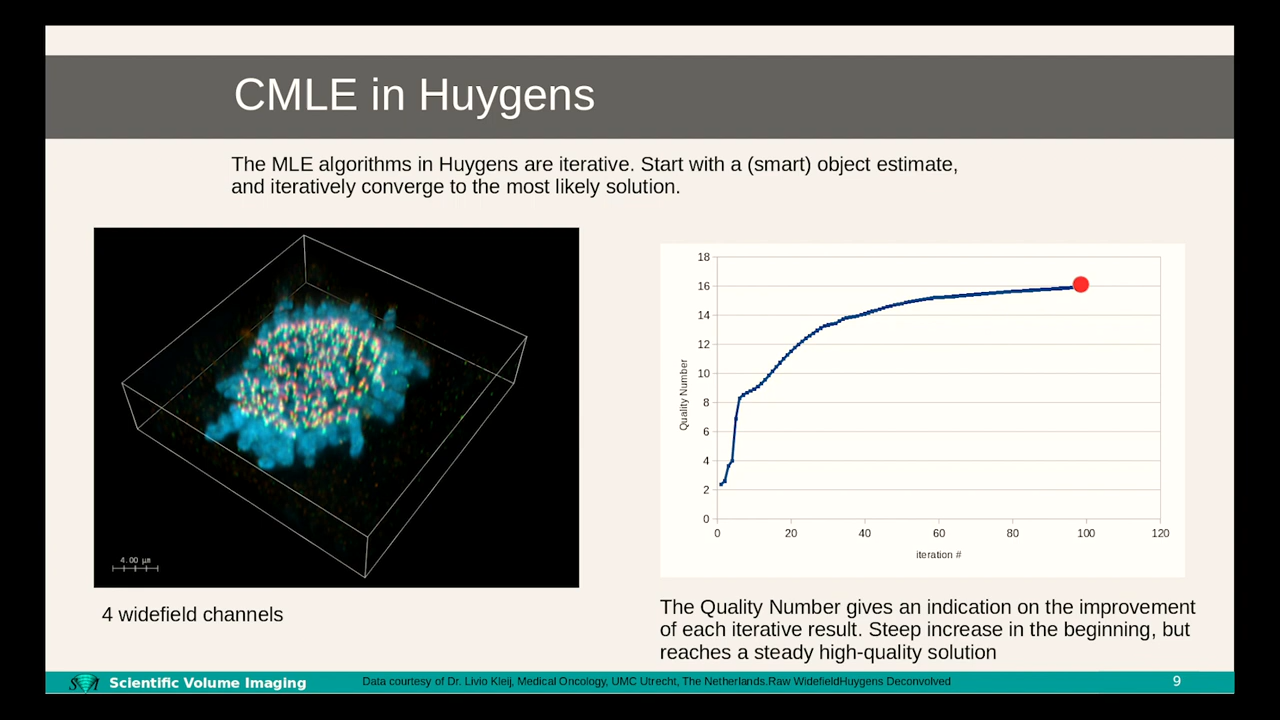 CMLE in Huygens
The MLE algorithms in Huygens are iterative. Start with a (smart) object estimate,
and iteratively converge to the most likely solution.
4.00 µm
4 widefield channels
18
16
14
12
10
8
6
4
2
0
Quality Number
0 20 40 60 80 100 120
iteration #
The Quality Number gives an indication on the improvement
of each iterative result. Steep increase in the beginning, but
reaches a steady high-quality solution
SVI Scientific Volume Imaging
Data courtesy of Dr. Livio Kleij, Medical Oncology, UMC Utrecht, The Netherlands.Raw WidefieldHuygens Deconvolved
9